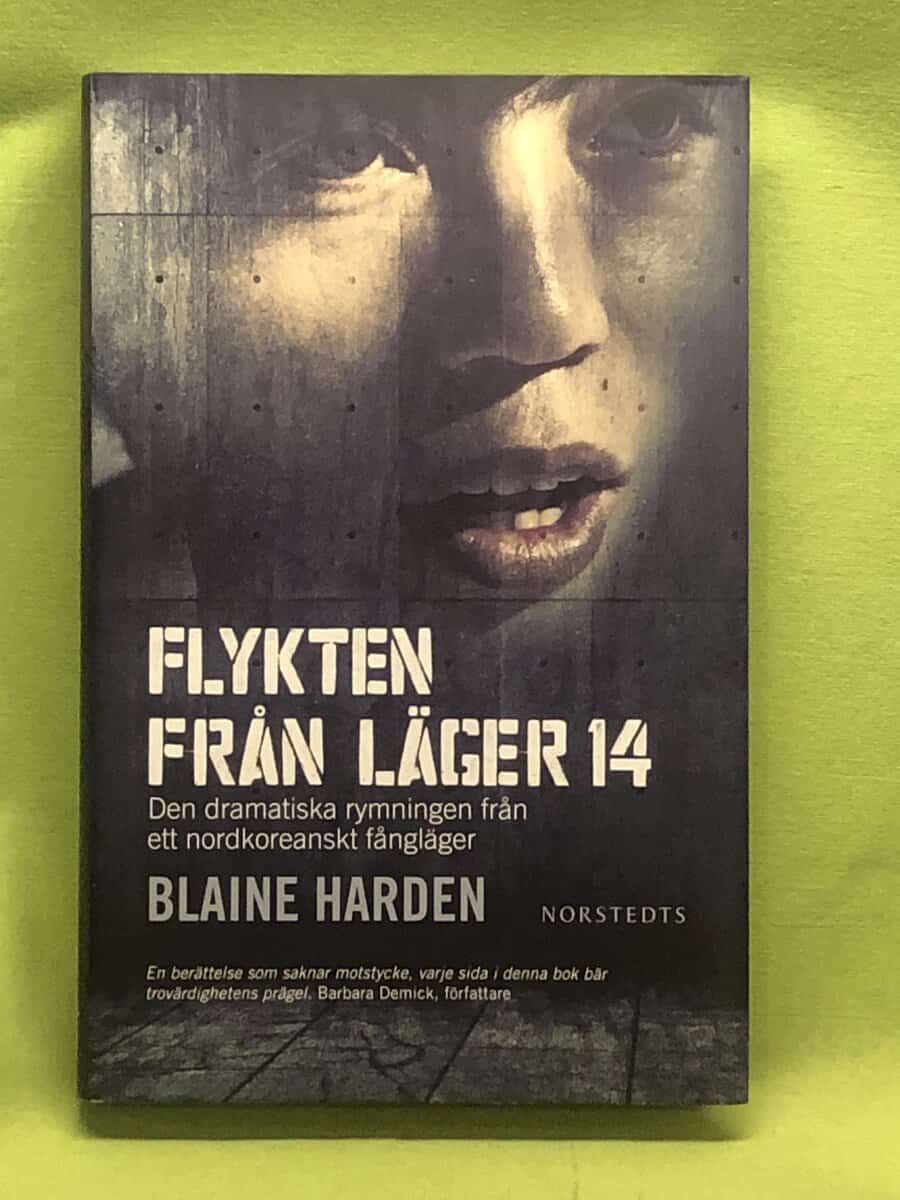 FLYKTEN
FRÅN LÄGER 14
Den dramatiska rymningen från
ett nordkoreanskt fångläger
BLAINE HARDEN
NORSTEDTS
En berättelse som saknar motstycke, varje sida i denna bok bär
trovärdighetens prägel. Barbara Demick, författare